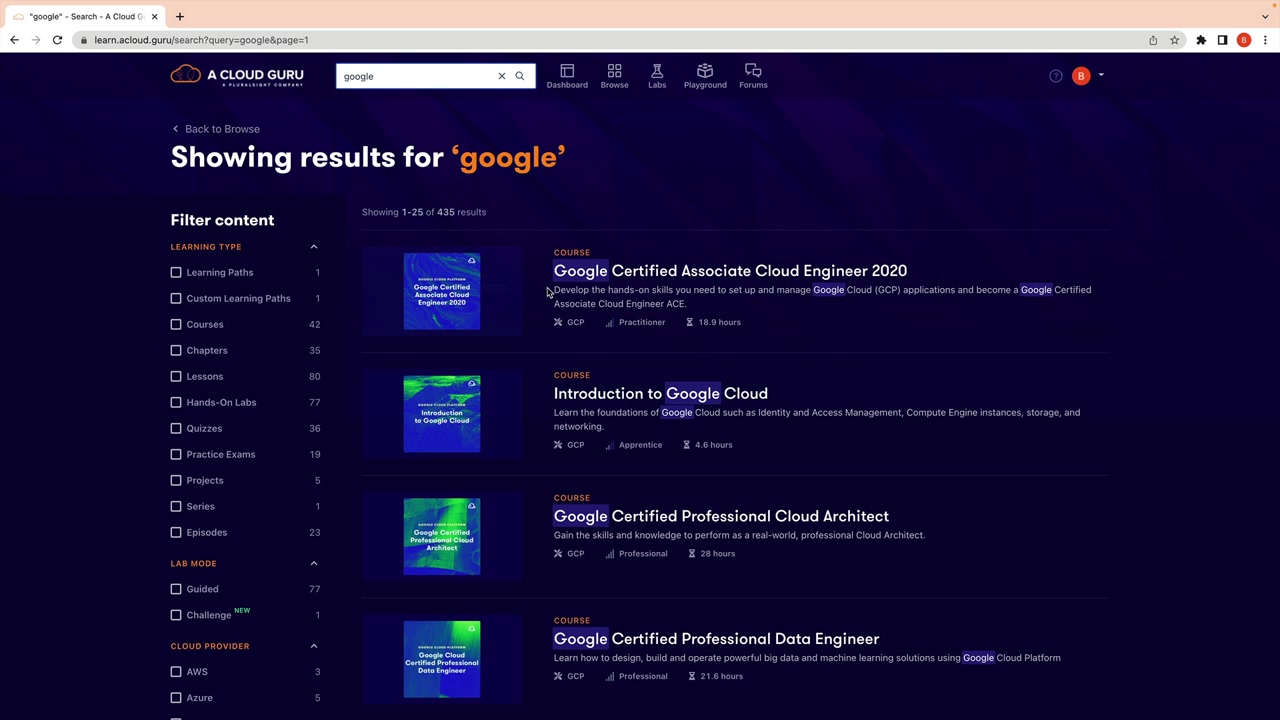 "google" - Search - A Cloud G
learn.acloud.guru/search?query=google&page=1
B
A CLOUD GURU
A PLURALSIGHT COMPANY
google
Dashboard
Browse
Labs
Playground
Forums
B
Back to Browse
Showing results for ‘google’
Filter content
LEARNING TYPE
Learning Paths 1
Custom Learning Paths 1
Courses 42
Chapters 35
Lessons 80
Hands-On Labs 77
Quizzes 36
Practice Exams 19
Projects 5
Series 1
Episodes 23
LAB MODE
Guided 77
Challenge NEW 1
CLOUD PROVIDER
AWS 3
Azure 5
Showing 1-25 of 435 results
GOOGLE CLOUD PLATFORM
Google Certified
Associate Cloud
Engineer 2020
COURSE
Google Certified Associate Cloud Engineer 2020
Develop the hands-on skills you need to set up and manage Google Cloud (GCP) applications and become a Google Certified
Associate Cloud Engineer ACE.
GCP Practitioner 18.9 hours
GOOGLE CLOUD PLATFORM
Introduction
to Google Cloud
COURSE
Introduction to Google Cloud
Learn the foundations of Google Cloud such as Identity and Access Management, Compute Engine instances, storage, and
networking.
GCP Apprentice 4.6 hours
GOOGLE CLOUD PLATFORM
Google Certified
Professional Cloud
Architect
COURSE
Google Certified Professional Cloud Architect
Gain the skills and knowledge to perform as a real-world, professional Cloud Architect.
GCP Professional 28 hours
GOOGLE CLOUD PLATFORM
Google Cloud
Certified Professional
Data Engineer
COURSE
Google Certified Professional Data Engineer
Learn how to design, build and operate powerful big data and machine learning solutions using Google Cloud Platform
GCP Professional 21.6 hours